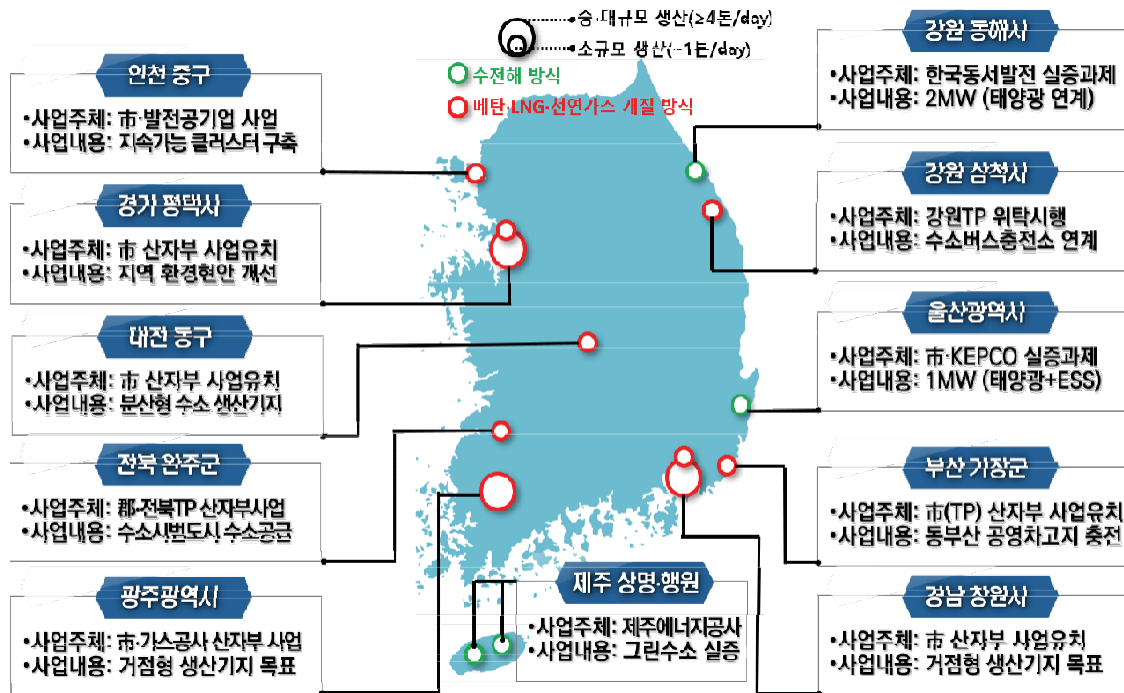 중·대규모 생산(≥4톤/day)
소규모 생산(~1톤/day)
수전해 방식
메탄·LNG·천연가스 개질 방식
인천 중구
•사업주체: 市·발전공기업 사업
•사업내용: 지속가능 클러스터 구축
경기 평택시
•사업주체: 市 산자부 사업유치
•사업내용: 지역 환경현안 개선
대전 동구
•사업주체: 市 산자부 사업유치
•사업내용: 분산형 수소 생산기지
전북 완주군
•사업주체: 郡·전북TP 산자부사업
•사업내용: 수소시범도시 수소공급
광주광역시
•사업주체: 市·가스공사 산자부 사업
•사업내용: 거점형 생산기지 목표
제주 상명·행원
•사업주체: 제주에너지공사
•사업내용: 그린수소 실증
강원 동해시
•사업주체: 한국동서발전 실증과제
•사업내용: 2MW (태양광 연계)
강원 삼척시
•사업주체: 강원TP 위탁시행
•사업내용: 수소버스충전소 연계
울산광역시
•사업주체: 市·KEPCO 실증과제
•사업내용: 1MW (태양광+ESS)
부산 기장군
•사업주체: 市(TP) 산자부 사업유치
•사업내용: 동부산 공영차고지 충전
경남 창원시
•사업주체: 市 산자부 사업유치
•사업내용: 거점형 생산기지 목표